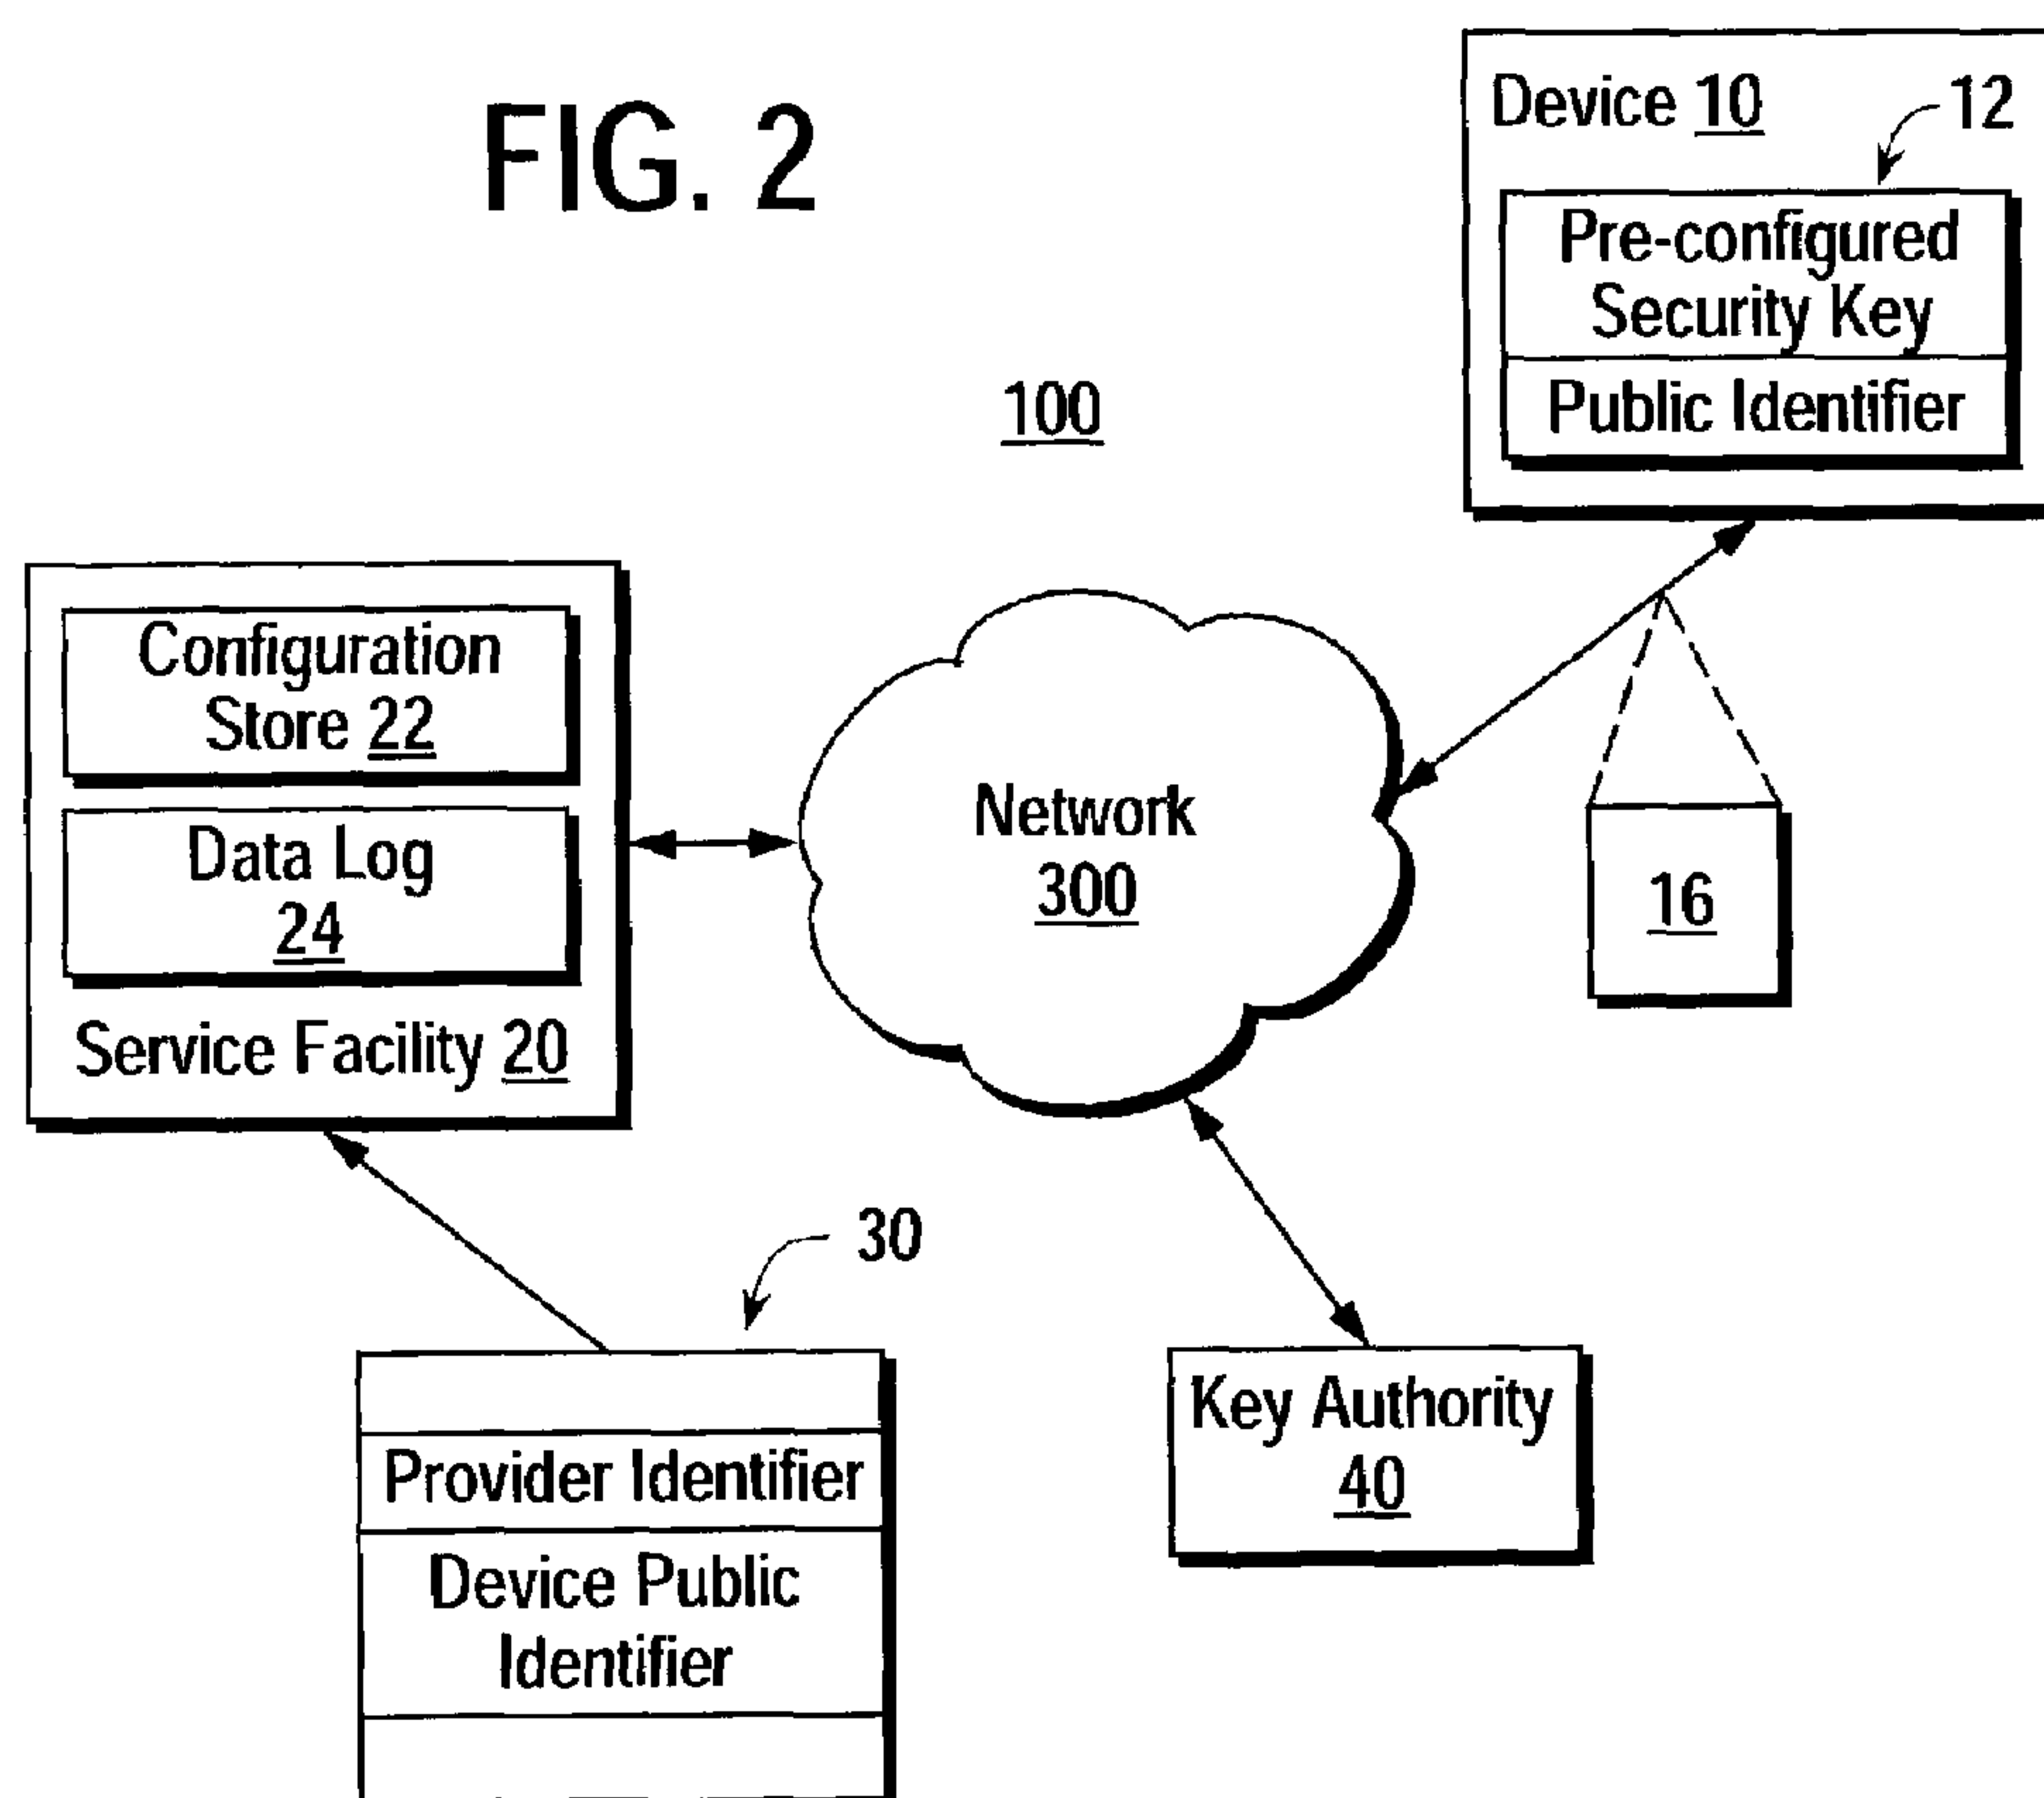 FIG. 2
Device 10
12
Pre-configured
Security Key
Public Identifier
100
Configuration
Store 22
Data Log
24
Service Facility 20
Network
300
16
30
Provider Identifier
Device Public
Identifier
Key Authority
40